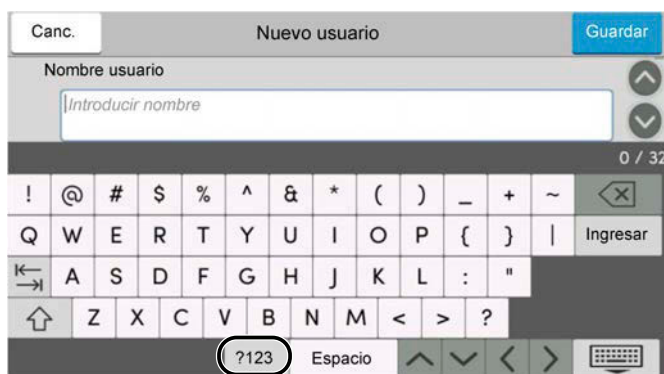 Canc. Nuevo usuario Guardar
Nombre usuario
Introducir nombre
0 / 32
! @ # $ % ^ & * ( ) _ + ~
Q W E R T Y U I O P { } | Ingresar
A S D F G H J K L : "
Z X C V B N M < > ?
?123 Espacio